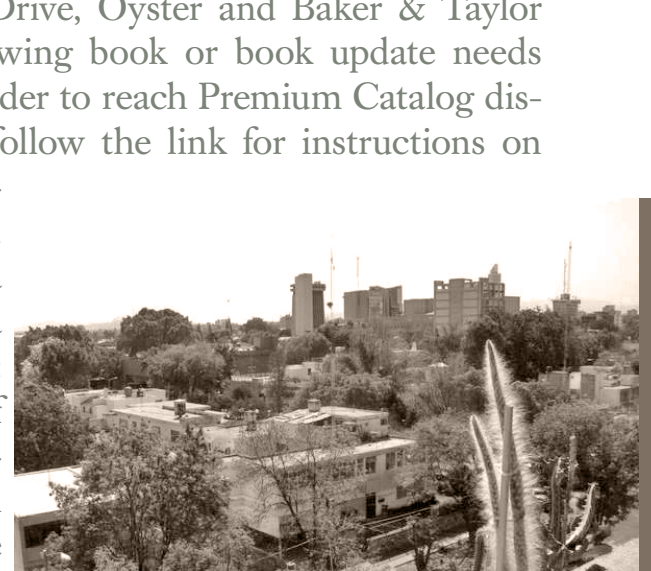 Drive, Oyster and Baker & Taylor
wing book or book update needs
der to reach Premium Catalog dis-
follow the link for instructions on